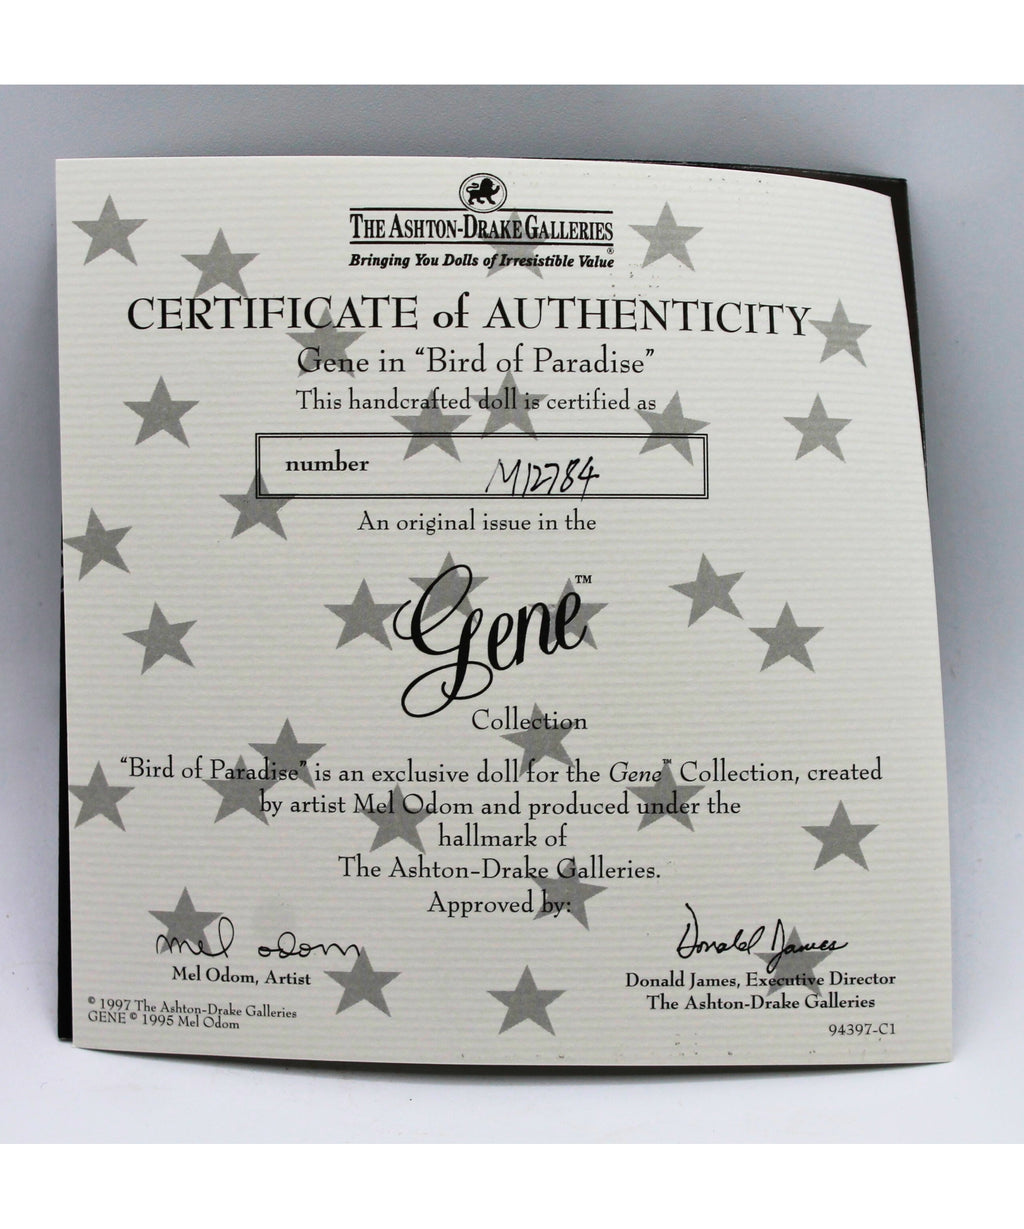 THE ASHTON-DRAKE GALLERIES
®
Bringing You Dolls of Irresistible Value
CERTIFICATE of AUTHENTICITY
Gene in “Bird of Paradise”
This handcrafted doll is certified as
number M12784
An original issue in the
Gene™
Collection
“Bird of Paradise” is an exclusive doll for the Gene™ Collection, created
by artist Mel Odom and produced under the
hallmark of
The Ashton-Drake Galleries.
Approved by:
mel odom
Mel Odom, Artist
Donald James
Donald James, Executive Director
The Ashton-Drake Galleries
© 1997 The Ashton-Drake Galleries
GENE © 1995 Mel Odom
94397-C1